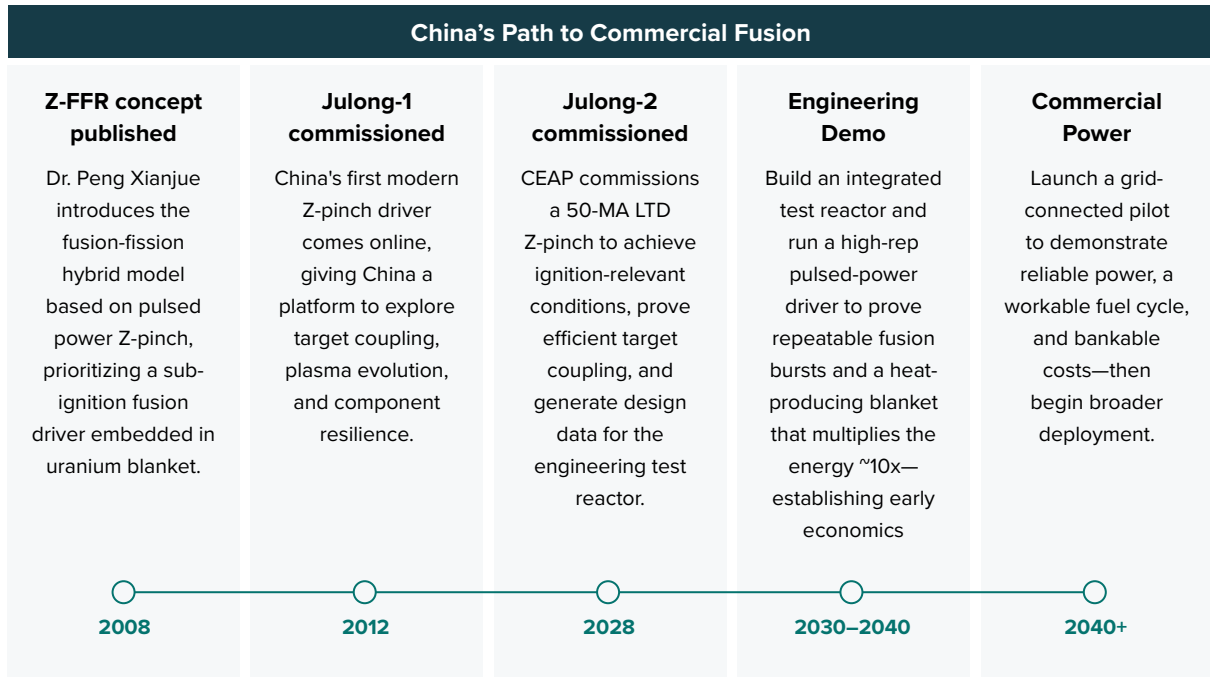 China’s Path to Commercial Fusion
Z-FFR concept
published
Dr. Peng Xianjue
introduces the
fusion-fission
hybrid model
based on pulsed
power Z-pinch,
prioritizing a sub-
ignition fusion
driver embedded in
uranium blanket.
2008
Julong-1
commissioned
China's first modern
Z-pinch driver
comes online,
giving China a
platform to explore
target coupling,
plasma evolution,
and component
resilience.
2012
Julong-2
commissioned
CEAP commissions
a 50-MA LTD
Z-pinch to achieve
ignition-relevant
conditions, prove
efficient target
coupling, and
generate design
data for the
engineering test
reactor.
2028
Engineering
Demo
Build an integrated
test reactor and
run a high-rep
pulsed-power
driver to prove
repeatable fusion
bursts and a heat-
producing blanket
that multiplies the
energy ~10x—
establishing early
economics
2030–2040
Commercial
Power
Launch a grid-
connected pilot
to demonstrate
reliable power, a
workable fuel cycle,
and bankable
costs—then
begin broader
deployment.
2040+